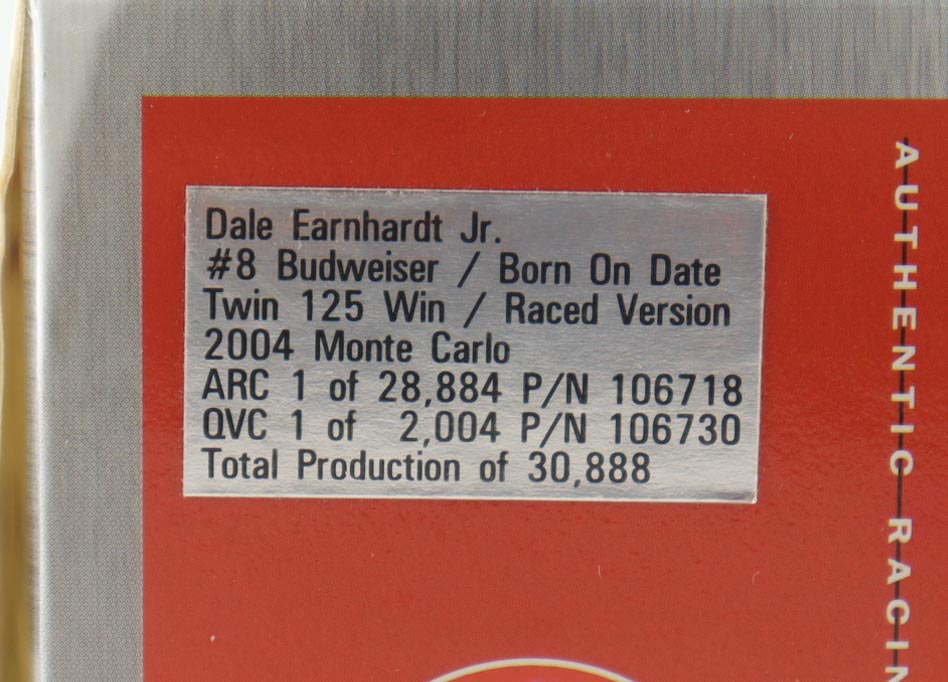 Dale Earnhardt Jr.
#8 Budweiser / Born On Date
Twin 125 Win / Raced Version
2004 Monte Carlo
ARC 1 of 28,884 P/N 106718
QVC 1 of 2,004 P/N 106730
Total Production of 30,888
AUTHENTIC RACIN